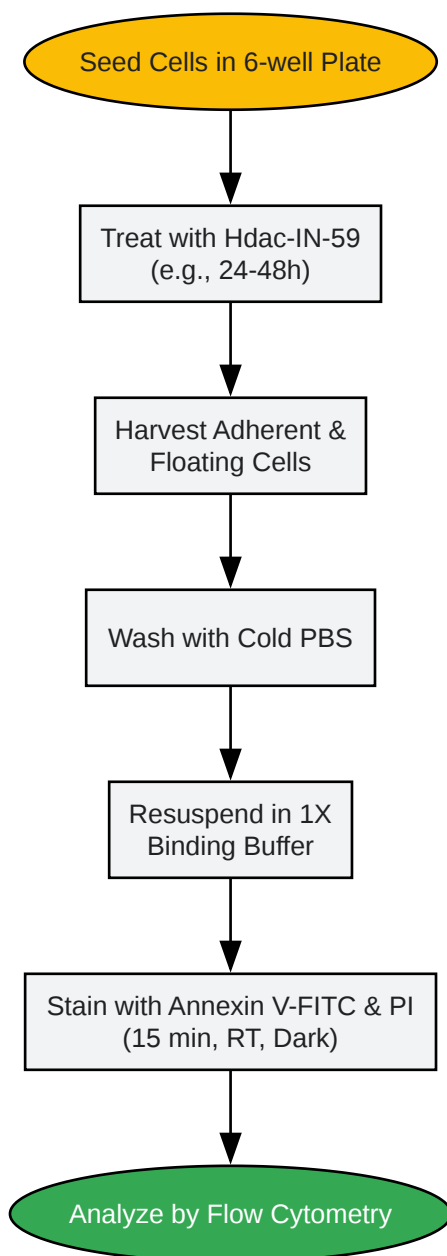 Seed Cells in 6-well Plate
Treat with Hdac-IN-59
(e.g., 24-48h)
Harvest Adherent &
Floating Cells
Wash with Cold PBS
Resuspend in 1X
Binding Buffer
Stain with Annexin V-FITC & PI
(15 min, RT, Dark)
Analyze by Flow Cytometry